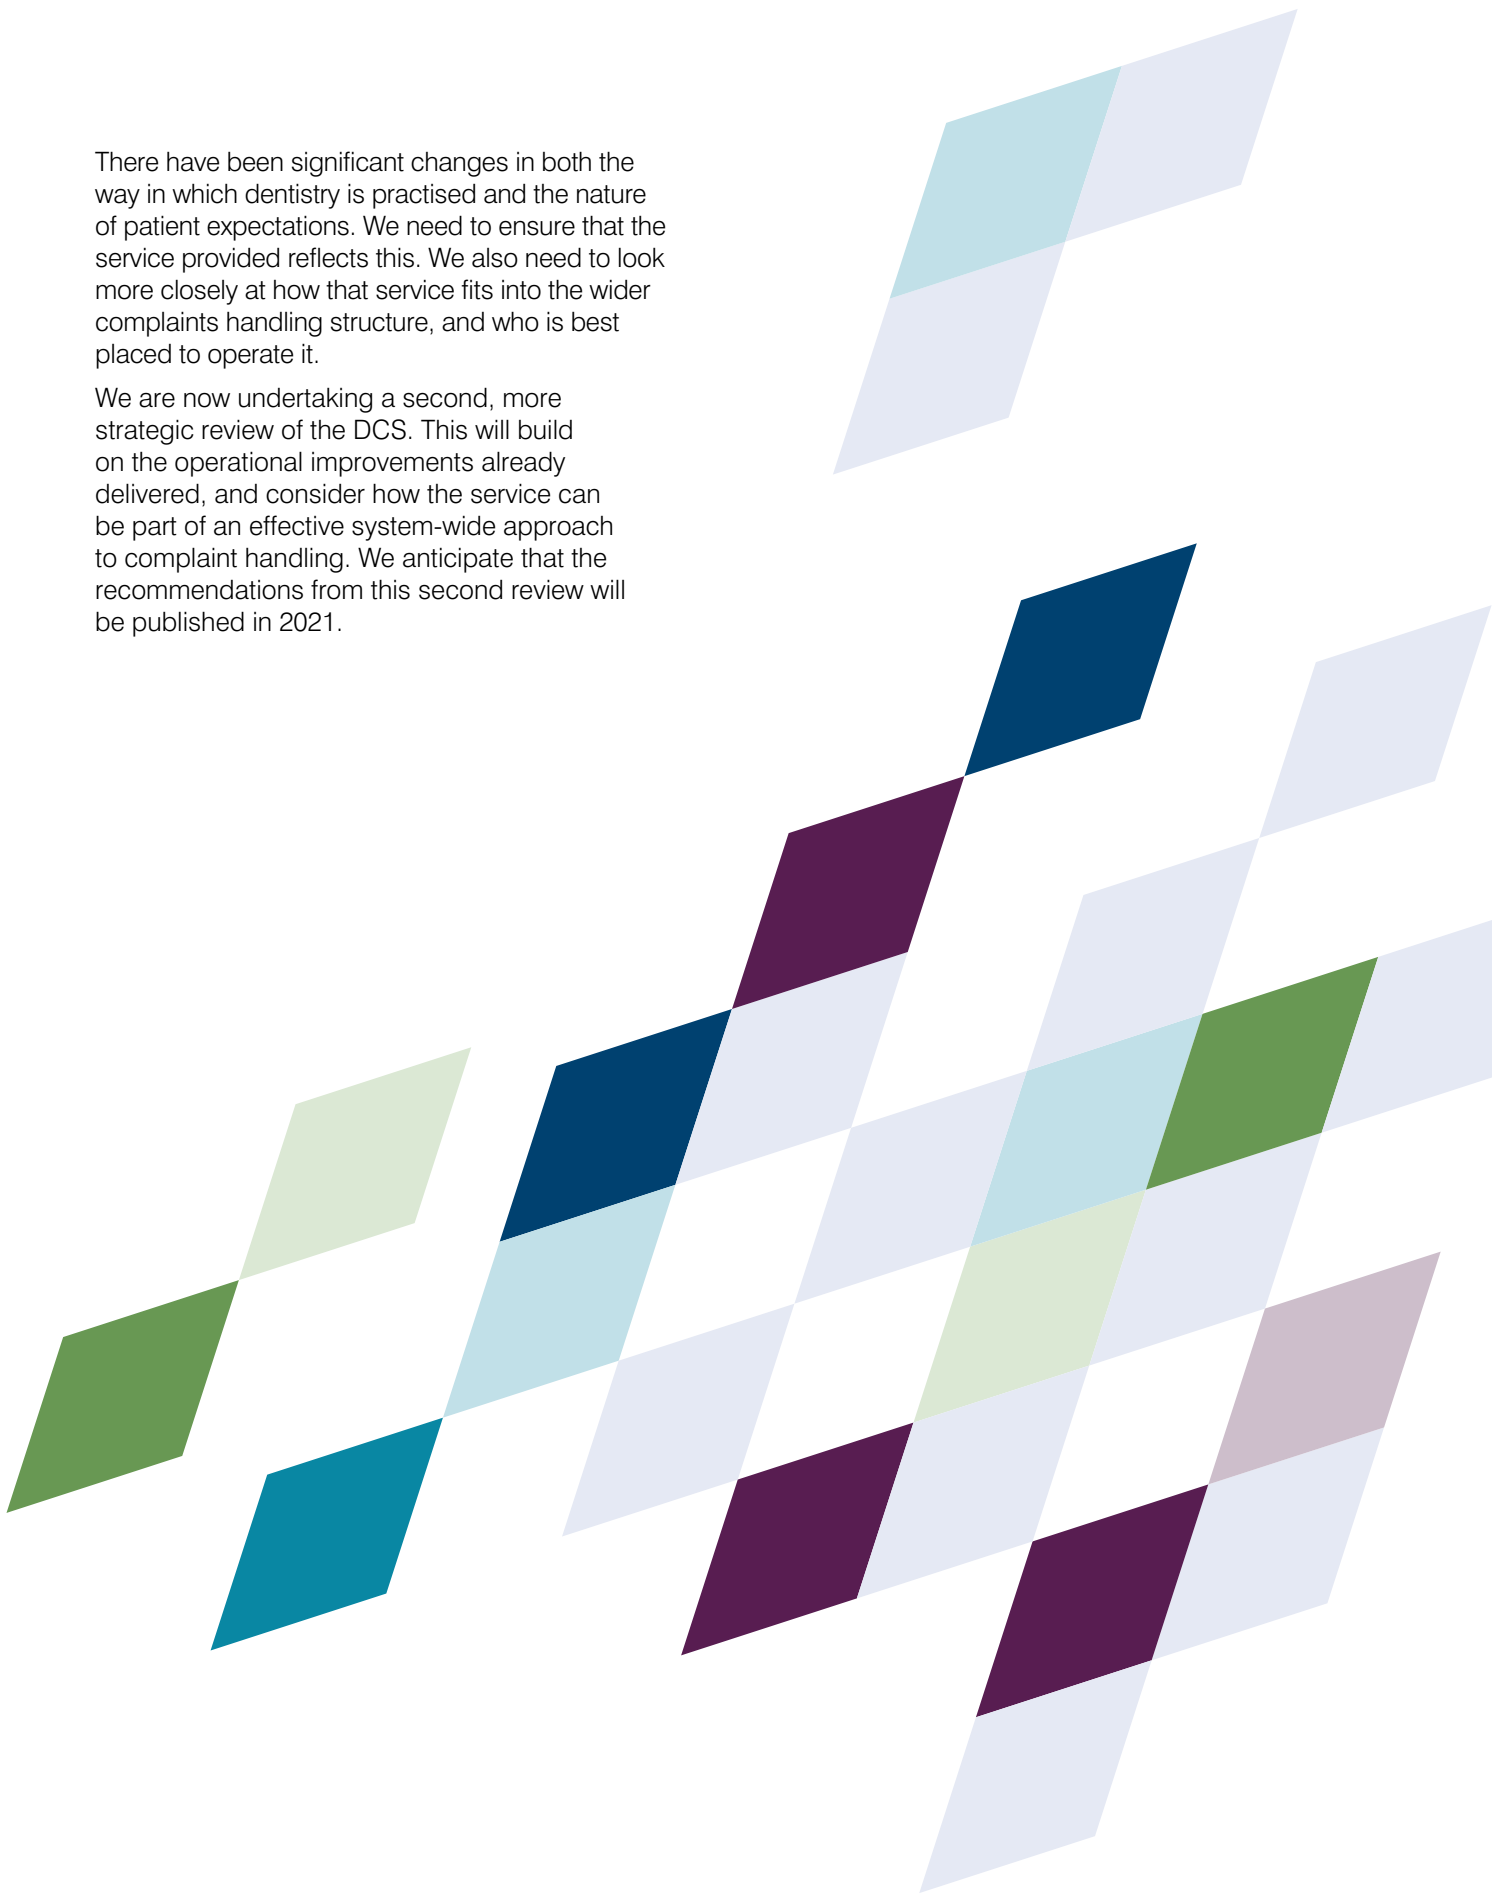 There have been significant changes in both the
way in which dentistry is practised and the nature
of patient expectations. We need to ensure that the
service provided reflects this. We also need to look
more closely at how that service fits into the wider
complaints handling structure, and who is best
placed to operate it.
We are now undertaking a second, more
strategic review of the DCS. This will build
on the operational improvements already
delivered, and consider how the service can
be part of an effective system-wide approach
to complaint handling. We anticipate that the
recommendations from this second review will
be published in 2021.